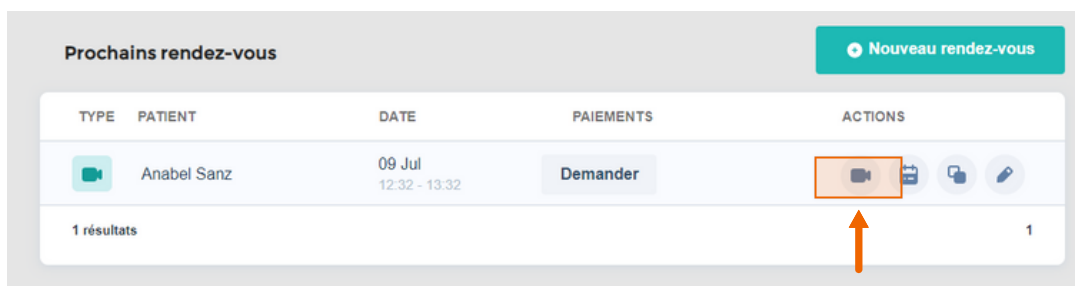 Prochains rendez-vous
Nouveau rendez-vous
TYPE PATIENT DATE PAIEMENTS ACTIONS
Anabel Sanz 09 Jul Demander
12:32 - 13:32
1 résultats 1